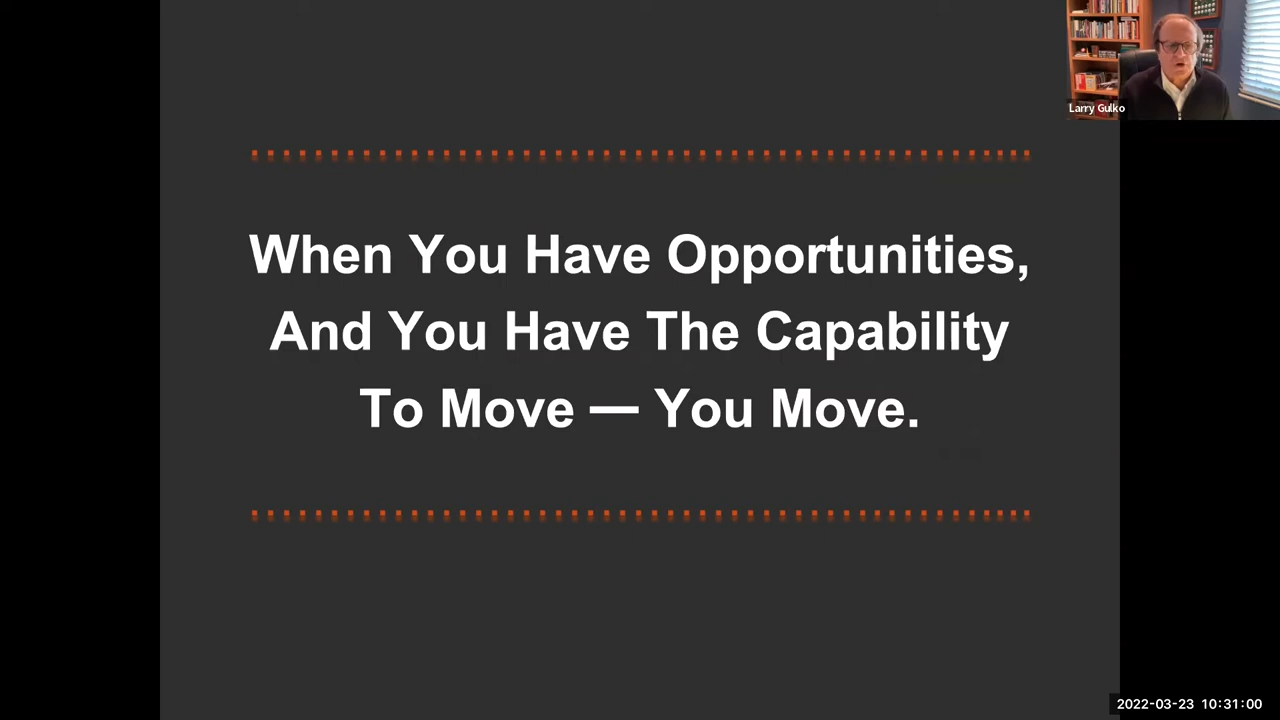 Larry Gulko
When You Have Opportunities,
And You Have The Capability
To Move — You Move.
2022-03-23 10:31:00